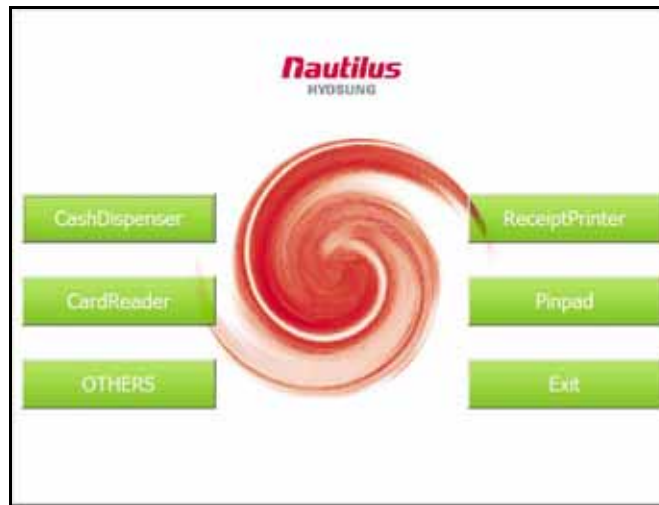 Nautilus
HYOSUNG
CashDispenser
ReceiptPrinter
CardReader
Pinpad
OTHERS
Exit